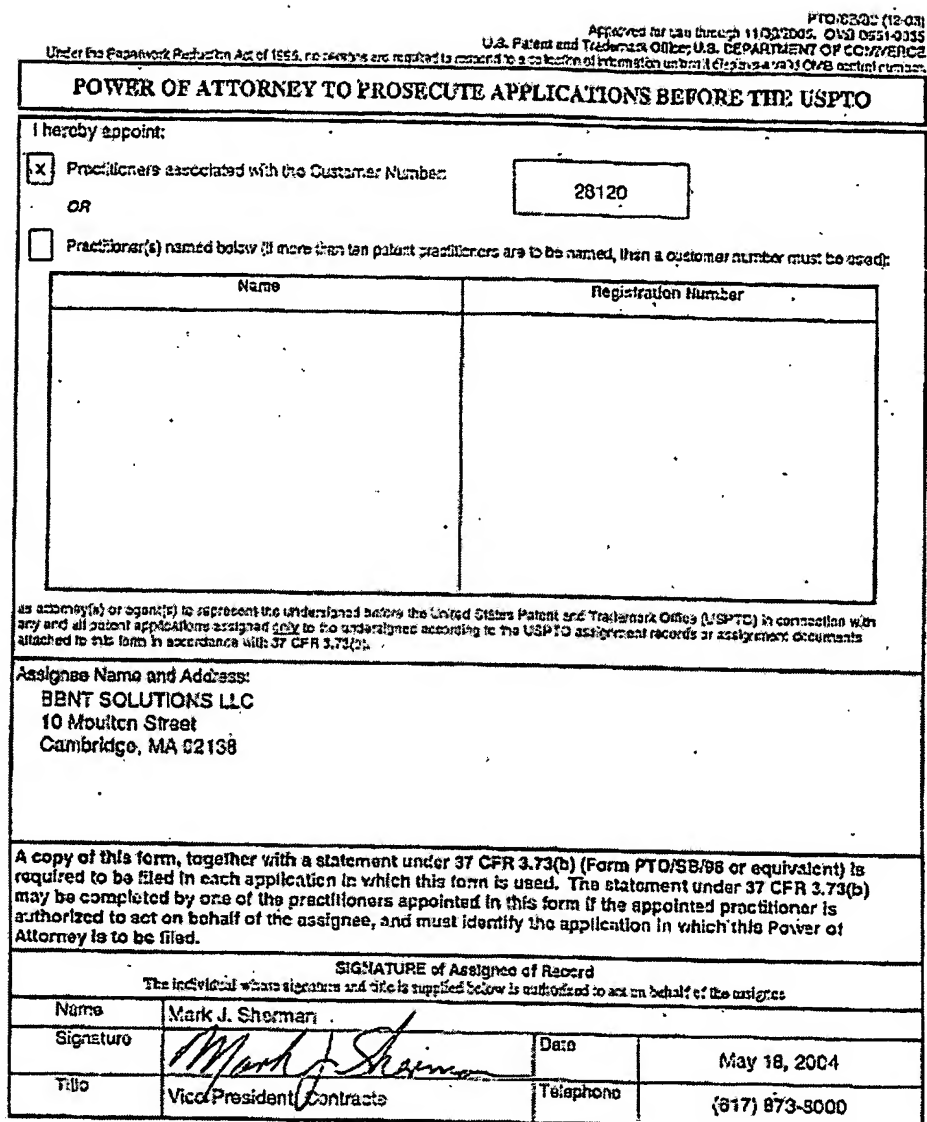 PTO/SB/80 (12-03)
Approved for use through 11/30/2005. OMB 0651-0035
U.S. Patent and Trademark Office; U.S. DEPARTMENT OF COMMERCE
Under the Paperwork Reduction Act of 1995, no persons are required to respond to a collection of information unless it displays a valid OMB control number.
POWER OF ATTORNEY TO PROSECUTE APPLICATIONS BEFORE THE USPTO
I hereby appoint:
x Practitioners associated with the Customer Number:
28120
OR
Practitioner(s) named below (if more than ten patent practitioners are to be named, then a customer number must be used):
Name Registration Number
as attorney(s) or agent(s) to represent the undersigned before the United States Patent and Trademark Office (USPTO) in connection with
any and all patent applications assigned only to the undersigned according to the USPTO assignment records or assignment documents
attached to this form in accordance with 37 CFR 3.73(b).
Assignee Name and Address:
BBNT SOLUTIONS LLC
10 Moulton Street
Cambridge, MA 02138
A copy of this form, together with a statement under 37 CFR 3.73(b) (Form PTO/SB/96 or equivalent) is
required to be filed in each application in which this form is used. The statement under 37 CFR 3.73(b)
may be completed by one of the practitioners appointed in this form if the appointed practitioner is
authorized to act on behalf of the assignee, and must identify the application in which this Power of
Attorney is to be filed.
SIGNATURE of Assignee of Record
The individual whose signature and title is supplied below is authorized to act on behalf of the assignee
Name Mark J. Sherman
Signature Mark J Sherman Date May 18, 2004
Title Vice President, Contracts Telephone (617) 873-8000